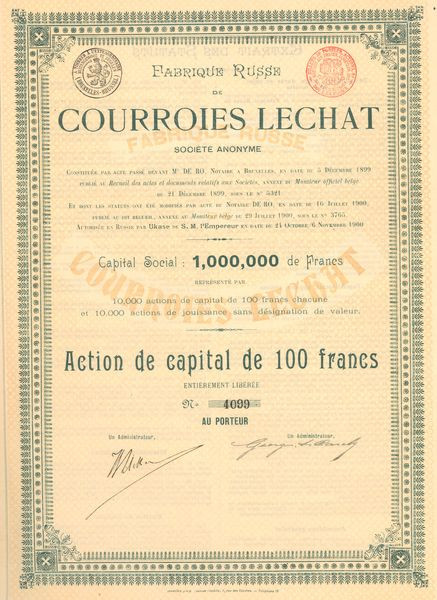 FABRIQUE RUSSE
DE
COURROIES LECHAT
SOCIÉTÉ ANONYME
CONSTITUÉE PAR ACTE PASSÉ DEVANT Mᵉ DE RO, NOTAIRE A BRUXELLES, EN DATE DU 5 DÉCEMBRE 1899
PUBLIÉ AU Recueil des actes et documents relatifs aux Sociétés, ANNEXE DU Moniteur officiel belge
DU 21 DÉCEMBRE 1899, SOUS LE Nº 5321
ET DONT LES STATUTS ONT ÉTÉ MODIFIÉS PAR ACTE DU NOTAIRE DE RO, EN DATE DU 16 JUILLET 1900,
PUBLIÉ AU DIT RECUEIL, ANNEXE AU Moniteur belge DU 29 JUILLET 1900, SOUS LE Nº 3765.
AUTORISÉE EN RUSSIE PAR Ukase DE S. M. l'Empereur EN DATE DU 24 OCTOBRE/6 NOVEMBRE 1900
Capital Social : 1,000,000 de Francs
REPRÉSENTÉ PAR
10,000 actions de capital de 100 francs chacune
et 10.000 actions de jouissance sans désignation de valeur.
Action de capital de 100 francs
ENTIÈREMENT LIBÉRÉE
Nº 4099
AU PORTEUR
Un Administrateur,
Un Administrateur,